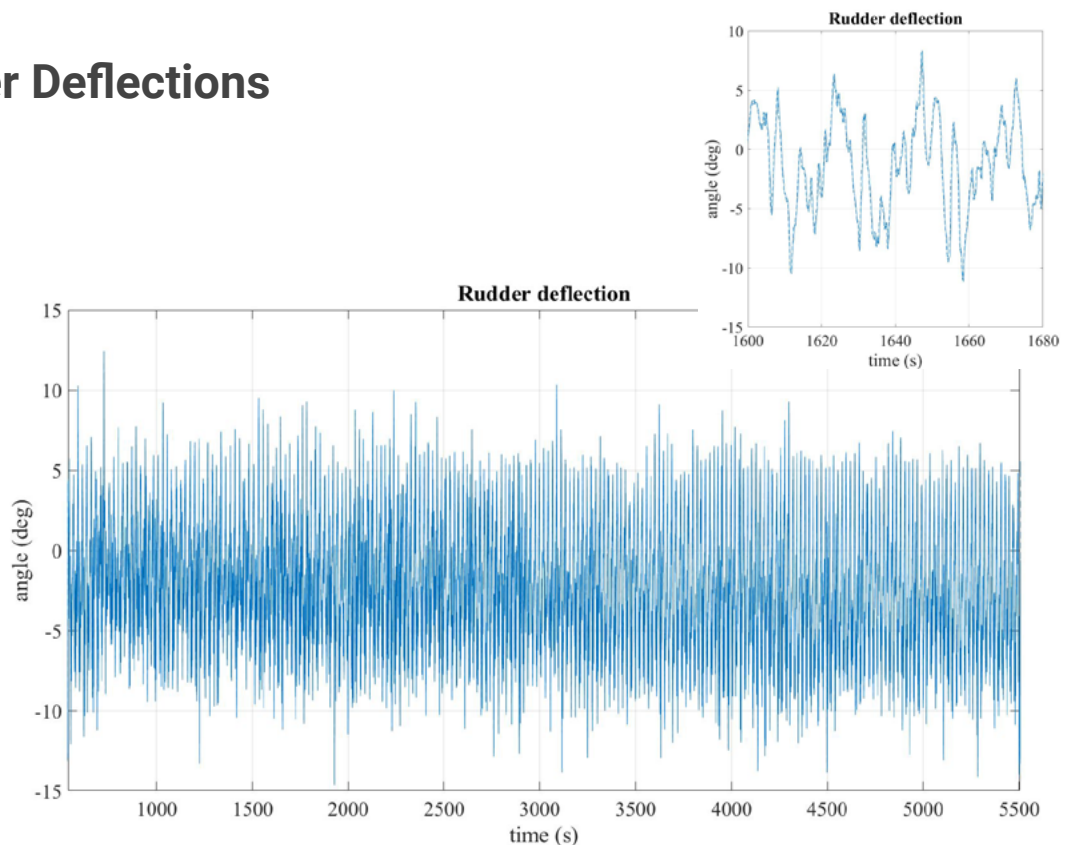 Rudder deflection
10
5
0
-5
-10
-15
angle (deg)
1600 1620 1640 1660 1680
time (s)
er Deflections
Rudder deflection
15
10
5
0
-5
-10
-15
angle (deg)
1000 1500 2000 2500 3000 3500 4000 4500 5000 5500
time (s)